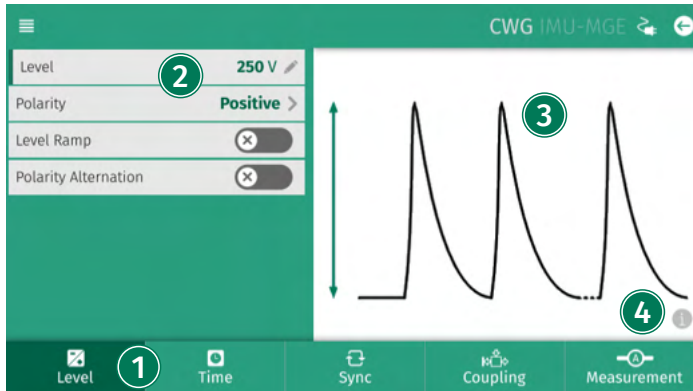 CWG IMU-MGE
Level 250 V
2
Polarity Positive
Level Ramp
Polarity Alternation
3
4
i
1
Level Time Sync Coupling Measurement
A